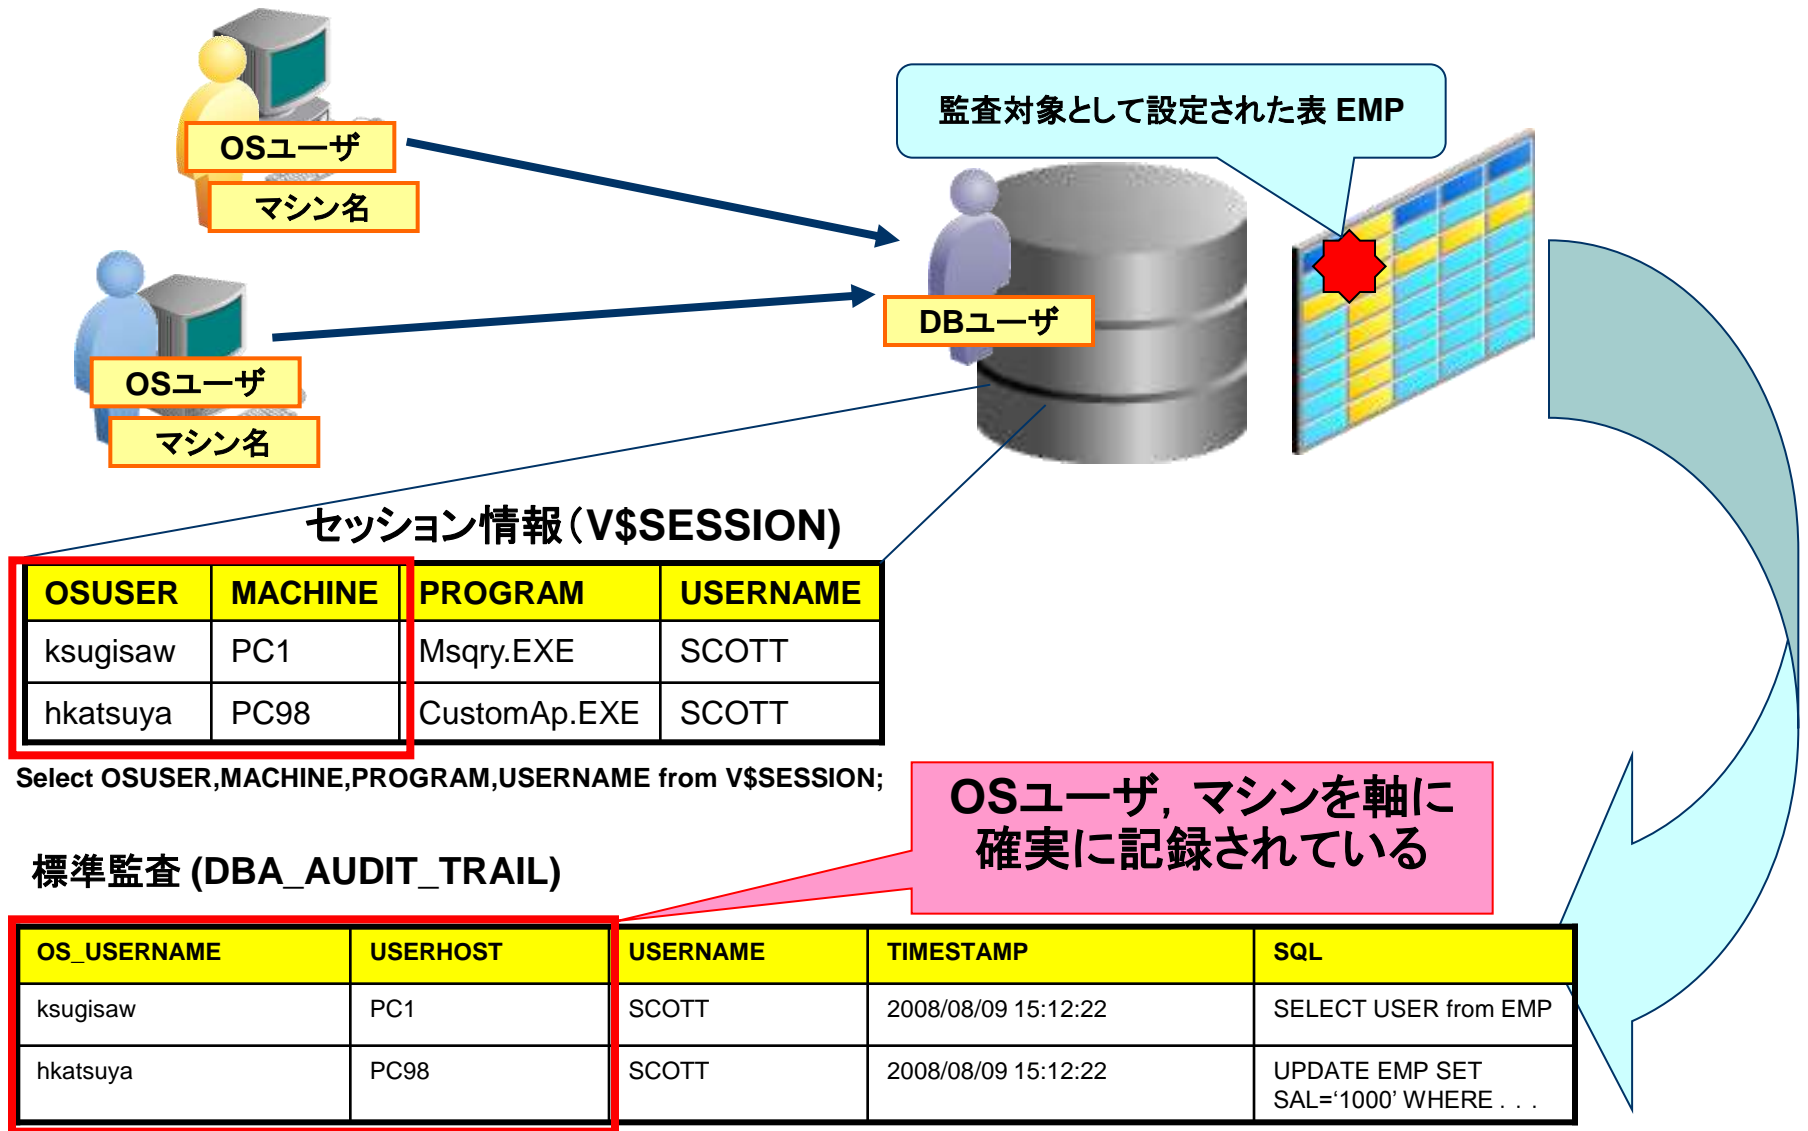 OSユーザ
マシン名
OSユーザ
マシン名
監査対象として設定された表 EMP
DBユーザ
セッション情報(V$SESSION)
OSUSER MACHINE PROGRAM USERNAME
ksugisaw PC1 Msqry.EXE SCOTT
hkatsuya PC98 CustomAp.EXE SCOTT
Select OSUSER,MACHINE,PROGRAM,USERNAME from V$SESSION;
OSユーザ, マシンを軸に
確実に記録されている
標準監査 (DBA_AUDIT_TRAIL)
OS_USERNAME USERHOST USERNAME TIMESTAMP SQL
ksugisaw PC1 SCOTT 2008/08/09 15:12:22 SELECT USER from EMP
hkatsuya PC98 SCOTT 2008/08/09 15:12:22 UPDATE EMP SET
SAL=‘1000’ WHERE . . .